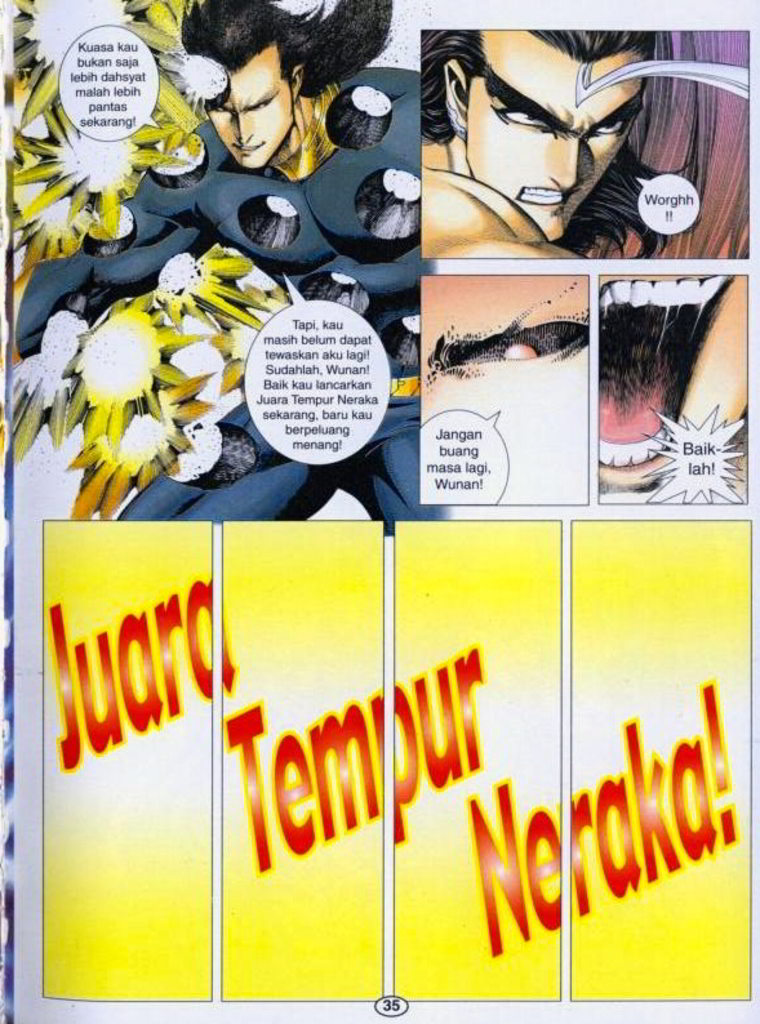 Kuasa kau
bukan saja
lebih dahsyat
malah lebih
pantas
sekarang!
Worghh
!!
Tapi, kau
masih belum dapat
tewaskan aku lagi!
Sudahlah, Wunan!
Baik kau lancarkan
Juara Tempur Neraka
sekarang, baru kau
berpeluang
menang!
Jangan
buang
masa lagi,
Wunan!
Baik-
lah!
Juara
Tempur
Neraka!
35